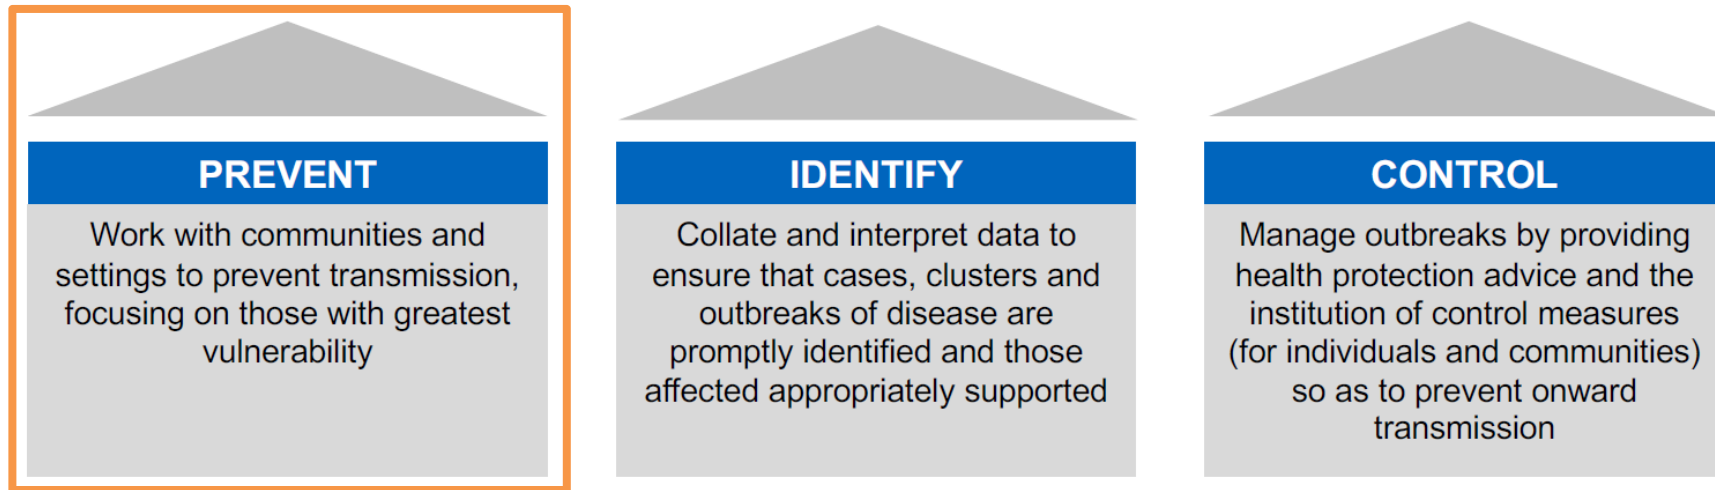 PREVENT
Work with communities and
settings to prevent transmission,
focusing on those with greatest
vulnerability
IDENTIFY
Collate and interpret data to
ensure that cases, clusters and
outbreaks of disease are
promptly identified and those
affected appropriately supported
CONTROL
Manage outbreaks by providing
health protection advice and the
institution of control measures
(for individuals and communities)
so as to prevent onward
transmission